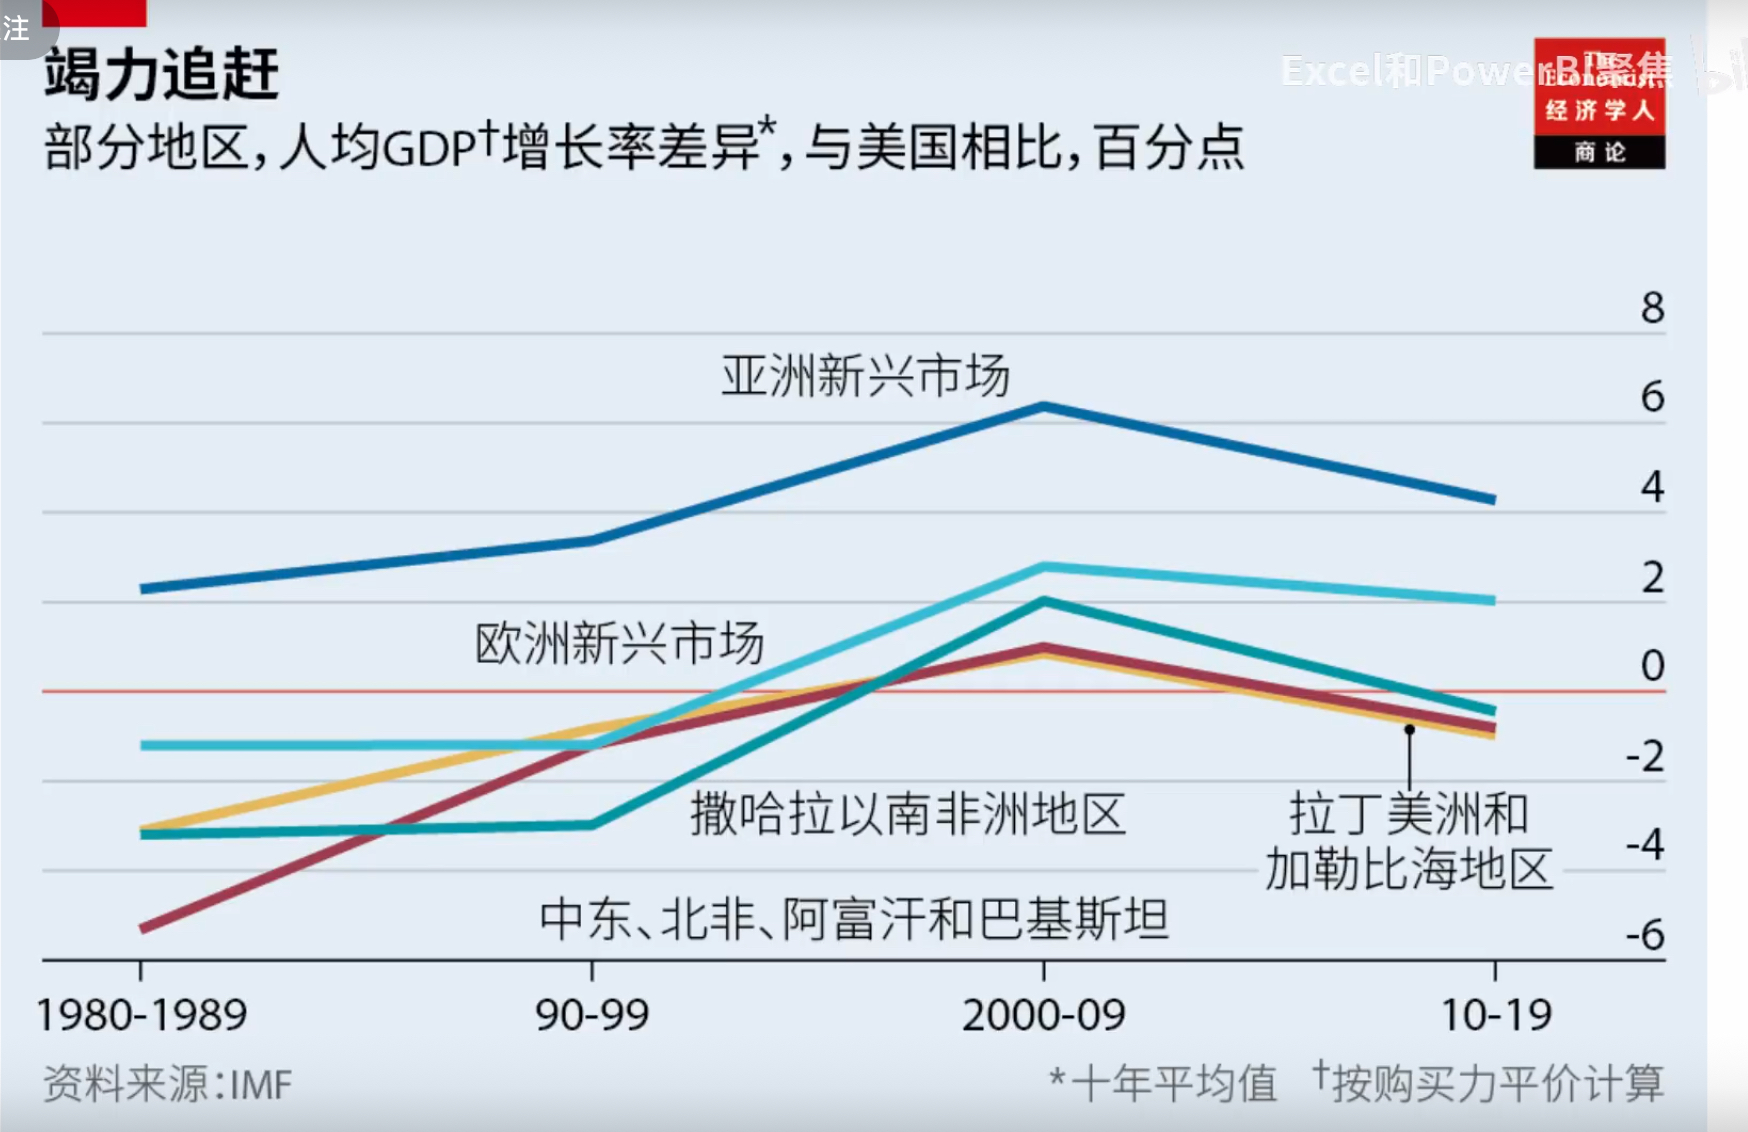 注
竭力追赶
部分地区，人均GDP†增长率差异*，与美国相比，百分点
Excel和PowerBI聚焦
The
Economist
经济学人
商论
8
亚洲新兴市场
6
4
2
欧洲新兴市场
0
-2
撒哈拉以南非洲地区
拉丁美洲和
加勒比海地区
-4
中东、北非、阿富汗和巴基斯坦
-6
1980-1989 90-99 2000-09 10-19
资料来源：IMF *十年平均值 †按购买力平价计算